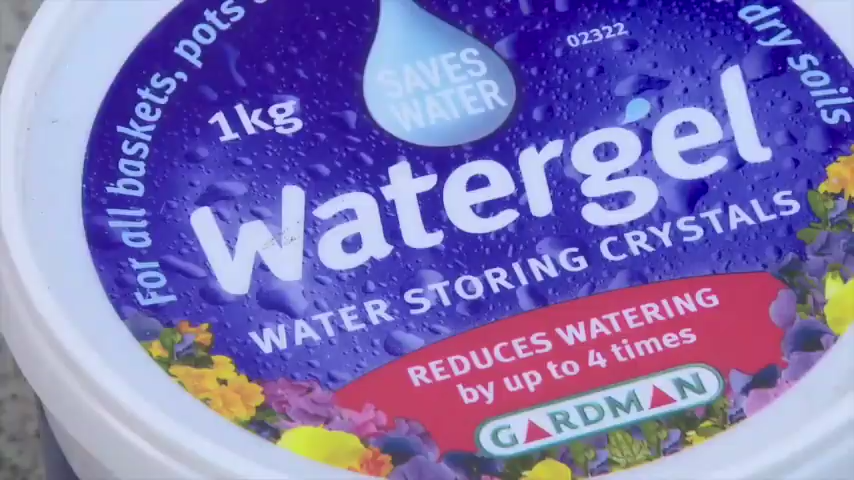 For all baskets, pots
dry soils
SAVES
WATER
02322
1kg
Watergel
WATER STORING CRYSTALS
REDUCES WATERING
by up to 4 times
GARDMAN